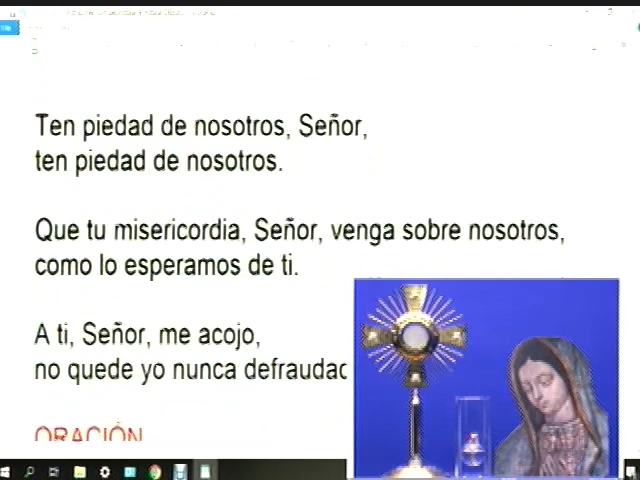 Ten piedad de nosotros, Señor,
ten piedad de nosotros.
Que tu misericordia, Señor, venga sobre nosotros,
como lo esperamos de ti.
A ti, Señor, me acojo,
no quede yo nunca defraudad
ORACIÓN